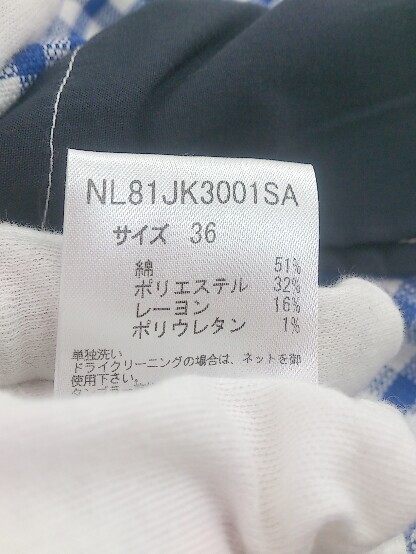 NL81JK3001SA
サイズ 36
綿 51%
ポリエステル 32%
レーヨン 16%
ポリウレタン 1%
単独洗い
ドライクリーニングの場合は、ネットを御
使用下さい。